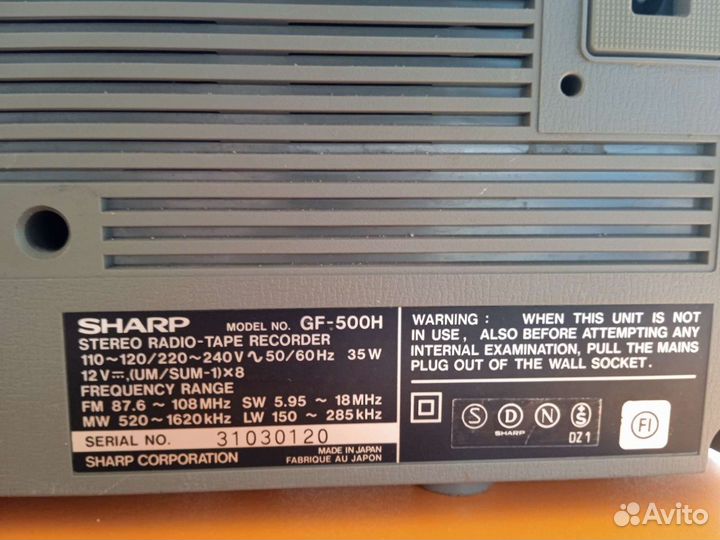 SHARP MODEL NO. GF-500H
STEREO RADIO-TAPE RECORDER
110~120/220~240V∿50/60Hz 35W
12V⎓,(UM/SUM-1)×8
FREQUENCY RANGE
FM 87.6 ~ 108MHz SW 5.95 ~ 18MHz
MW 520~1620kHz LW 150 ~ 285kHz
SERIAL NO. 31030120
SHARP CORPORATION MADE IN JAPAN
FABRIQUE AU JAPON
WARNING : WHEN THIS UNIT IS NOT
IN USE, ALSO BEFORE ATTEMPTING ANY
INTERNAL EXAMINATION, PULL THE MAINS
PLUG OUT OF THE WALL SOCKET.
S D N S
SHARP DZ1
FI
Avito